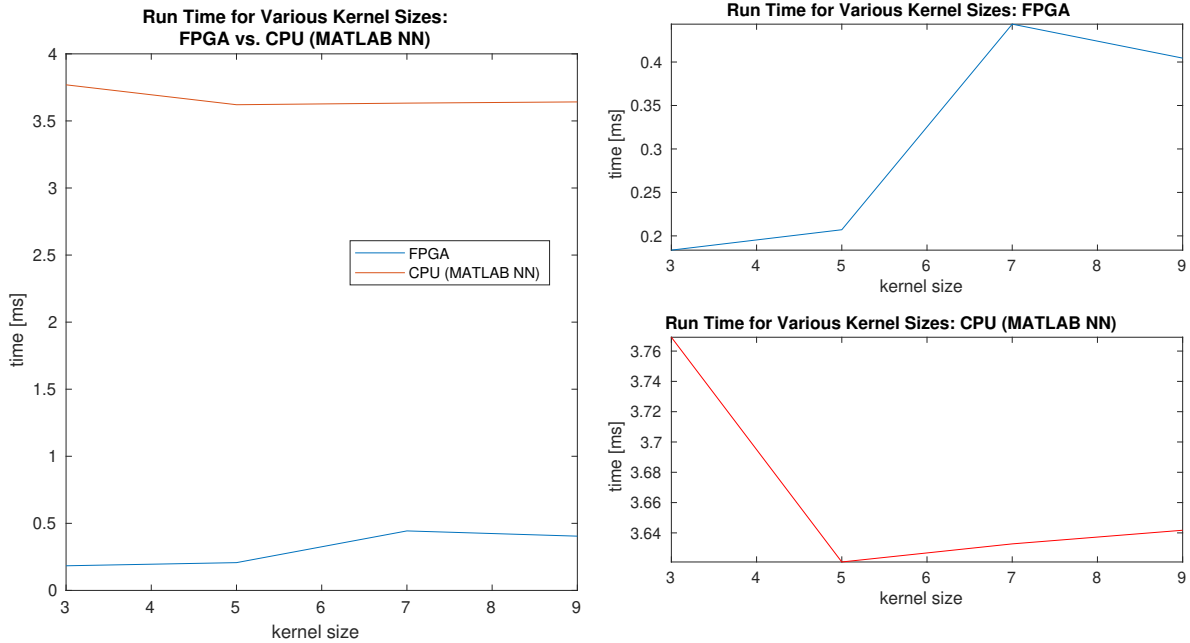 Run Time for Various Kernel Sizes:
FPGA vs. CPU (MATLAB NN)
4
3.5
3
2.5
2
1.5
1
0.5
0
time [ms]
FPGA
CPU (MATLAB NN)
3 4 5 6 7 8 9
kernel size
Run Time for Various Kernel Sizes: FPGA
0.4
0.35
0.3
0.25
0.2
time [ms]
3 4 5 6 7 8 9
kernel size
Run Time for Various Kernel Sizes: CPU (MATLAB NN)
3.76
3.74
3.72
3.7
3.68
3.66
3.64
time [ms]
3 4 5 6 7 8 9
kernel size